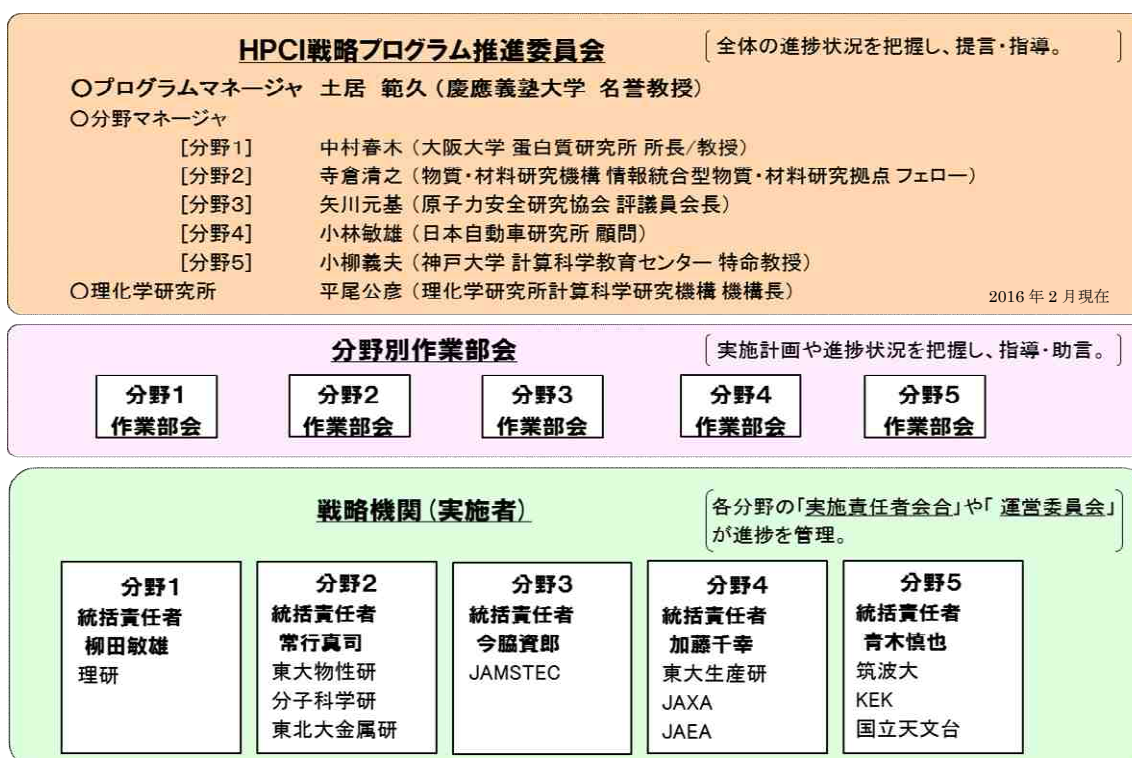 HPCI戦略プログラム推進委員会
全体の進捗状況を把握し、提言・指導。
○プログラムマネージャ 土居 範久(慶應義塾大学 名誉教授)
○分野マネージャ
[分野1] 中村春木(大阪大学 蛋白質研究所 所長/教授)
[分野2] 寺倉清之(物質・材料研究機構 情報統合型物質・材料研究拠点 フェロー)
[分野3] 矢川元基(原子力安全研究協会 評議員会長)
[分野4] 小林敏雄(日本自動車研究所 顧問)
[分野5] 小柳義夫(神戸大学 計算科学教育センター 特命教授)
○理化学研究所 平尾公彦(理化学研究所計算科学研究機構 機構長)
2016年2月現在
分野別作業部会
実施計画や進捗状況を把握し、指導・助言。
分野1
作業部会
分野2
作業部会
分野3
作業部会
分野4
作業部会
分野5
作業部会
戦略機関(実施者)
各分野の「実施責任者会合」や「 運営委員会」
が進捗を管理。
分野1
統括責任者
柳田敏雄
理研
分野2
統括責任者
常行真司
東大物性研
分子科学研
東北大金属研
分野3
統括責任者
今脇資郎
JAMSTEC
分野4
統括責任者
加藤千幸
東大生産研
JAXA
JAEA
分野5
統括責任者
青木慎也
筑波大
KEK
国立天文台